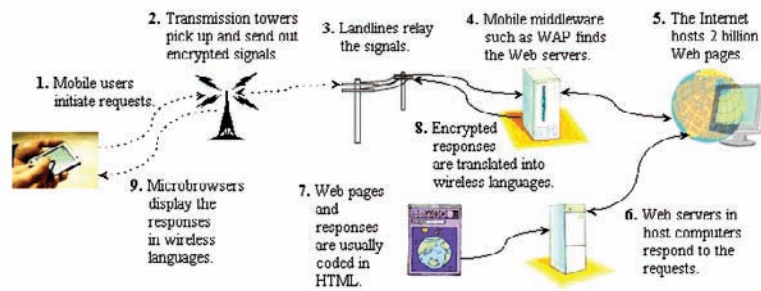 1. Mobile users
initiate requests.
2. Transmission towers
pick up and send out
encrypted signals
3. Landlines relay
the signals.
4. Mobile middleware
such as WAP finds
the Web servers.
5. The Internet
hosts 2 billion
Web pages.
6. Web servers in
host computers
respond to the
requests.
7. Web pages
and
responses
are usually
coded in
HTML.
8. Encrypted
responses
are translated into
wireless languages.
9. Microbrowsers
display the
responses
in wireless
languages.